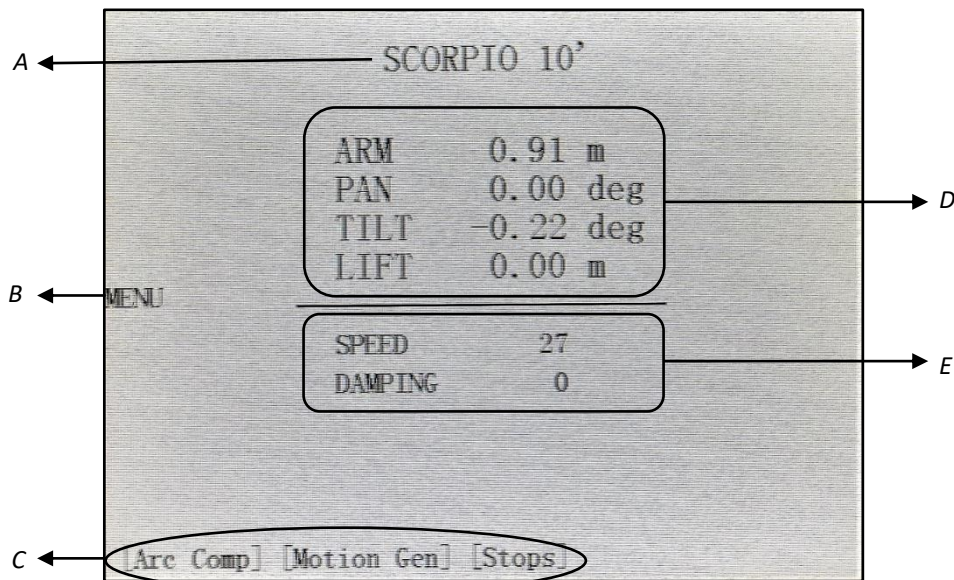 A
SCORPIO 10'
ARM 0.91 m
PAN 0.00 deg
D
TILT -0.22 deg
LIFT 0.00 m
B
MENU
SPEED 27
E
DAMPING 0
C
[Arc Comp] [Motion Gen] [Stops]